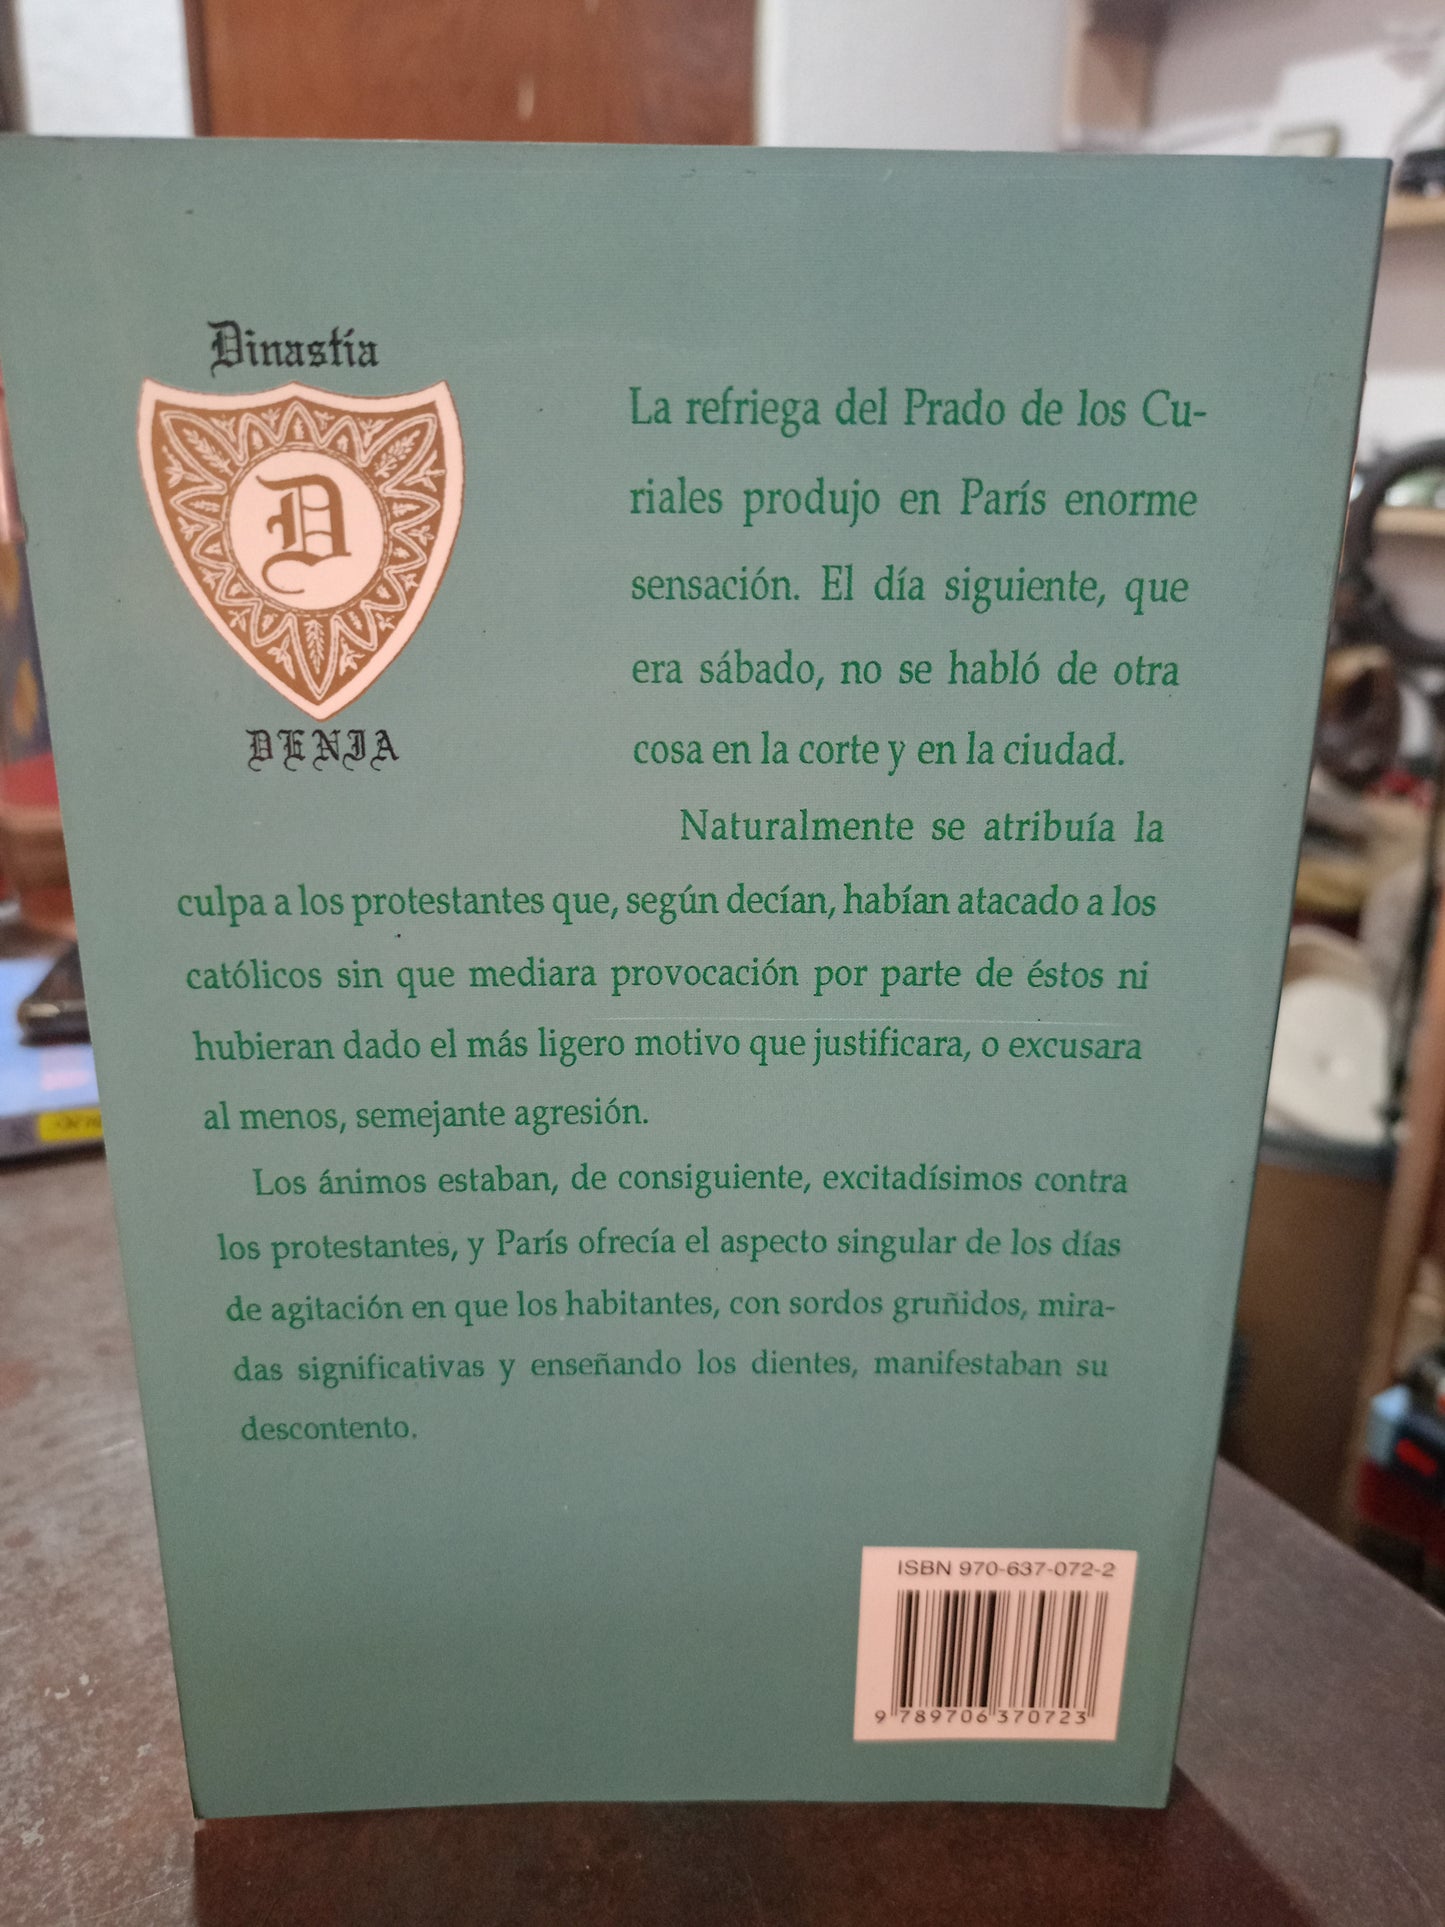 Dinastía
D
DENIA
La refriega del Prado de los Cu-
riales produjo en París enorme
sensación. El día siguiente, que
era sábado, no se habló de otra
cosa en la corte y en la ciudad.
Naturalmente se atribuía la
culpa a los protestantes que, según decían, habían atacado a los
católicos sin que mediara provocación por parte de éstos ni
hubieran dado el más ligero motivo que justificara, o excusara
al menos, semejante agresión.
Los ánimos estaban, de consiguiente, excitadísimos contra
los protestantes, y París ofrecía el aspecto singular de los días
de agitación en que los habitantes, con sordos gruñidos, mira-
das significativas y enseñando los dientes, manifestaban su
descontento.
ISBN 970-637-072-2
9 789706 370723